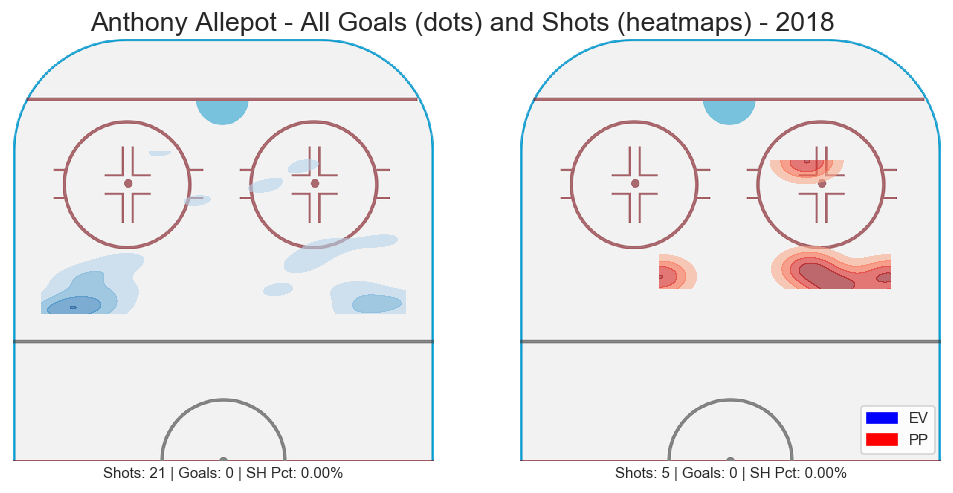 Anthony Allepot - All Goals (dots) and Shots (heatmaps) - 2018
EV
PP
Shots: 21 | Goals: 0 | SH Pct: 0.00%
Shots: 5 | Goals: 0 | SH Pct: 0.00%